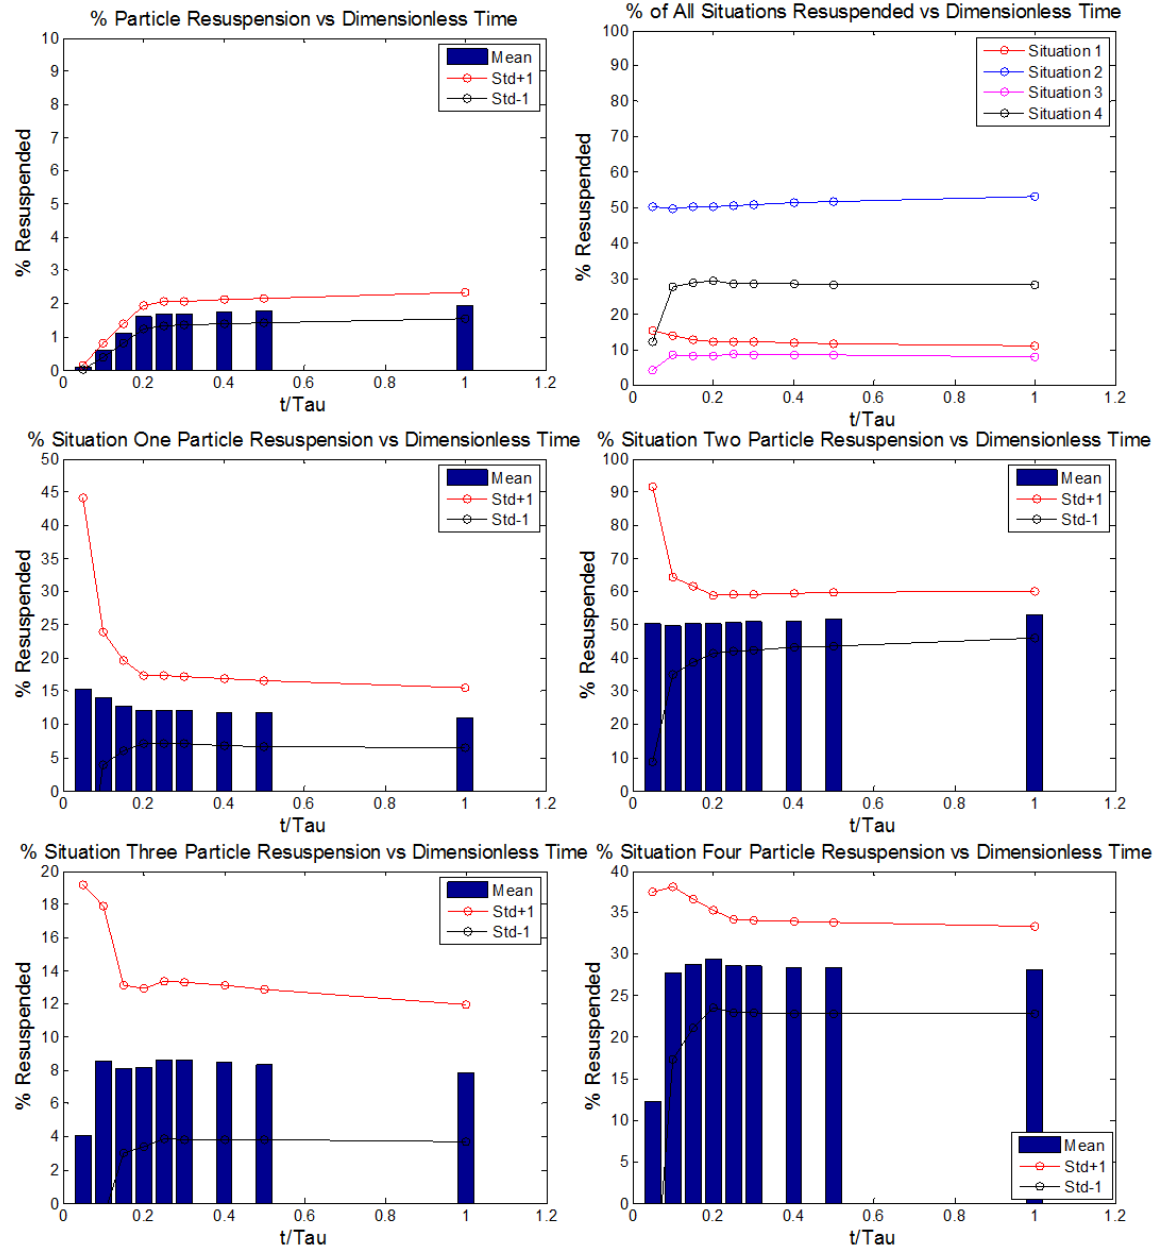 % Particle Resuspension vs Dimensionless Time
% Resuspended
10
9
8
7
6
5
4
3
2
1
0
0 0.2 0.4 0.6 0.8 1 1.2
t/Tau
Mean
Std+1
Std-1
% of All Situations Resuspended vs Dimensionless Time
% Resuspended
100
90
80
70
60
50
40
30
20
10
0
0 0.2 0.4 0.6 0.8 1 1.2
t/Tau
Situation 1
Situation 2
Situation 3
Situation 4
% Situation One Particle Resuspension vs Dimensionless Time
% Resuspended
50
45
40
35
30
25
20
15
10
5
0
0 0.2 0.4 0.6 0.8 1 1.2
t/Tau
Mean
Std+1
Std-1
% Situation Two Particle Resuspension vs Dimensionless Time
% Resuspended
100
90
80
70
60
50
40
30
20
10
0
0 0.2 0.4 0.6 0.8 1 1.2
t/Tau
Mean
Std+1
Std-1
% Situation Three Particle Resuspension vs Dimensionless Time
% Resuspended
20
18
16
14
12
10
8
6
4
2
0
0 0.2 0.4 0.6 0.8 1 1.2
t/Tau
Mean
Std+1
Std-1
% Situation Four Particle Resuspension vs Dimensionless Time
% Resuspended
40
35
30
25
20
15
10
5
0
0 0.2 0.4 0.6 0.8 1 1.2
t/Tau
Mean
Std+1
Std-1